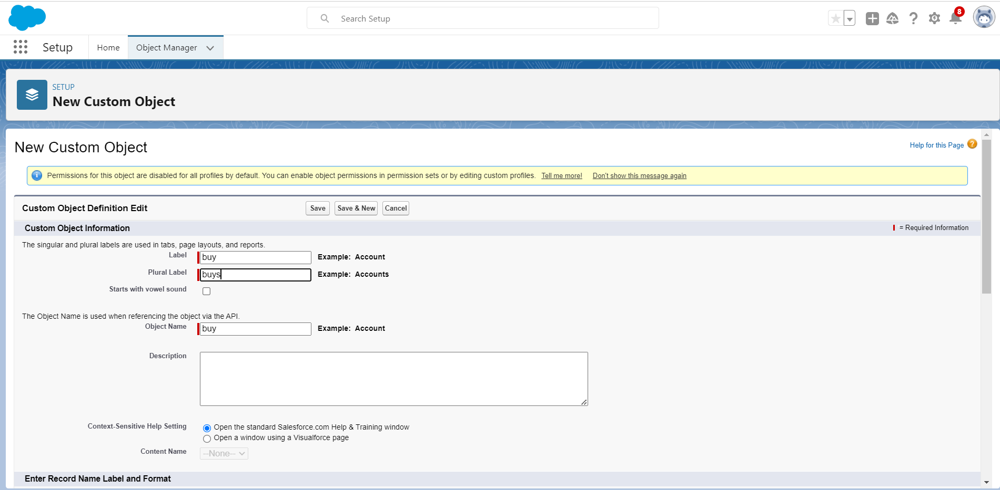 Search Setup
8
Setup
Home
Object Manager
SETUP
New Custom Object
New Custom Object
Help for this Page ?
i Permissions for this object are disabled for all profiles by default. You can enable object permissions in permission sets or by editing custom profiles. Tell me more! Don't show this message again
Custom Object Definition Edit Save Save & New Cancel
Custom Object Information = Required Information
The singular and plural labels are used in tabs, page layouts, and reports.
Label buy Example: Account
Plural Label buys Example: Accounts
Starts with vowel sound
The Object Name is used when referencing the object via the API.
Object Name buy Example: Account
Description
Context-Sensitive Help Setting Open the standard Salesforce.com Help & Training window
Open a window using a Visualforce page
Content Name --None--
Enter Record Name Label and Format